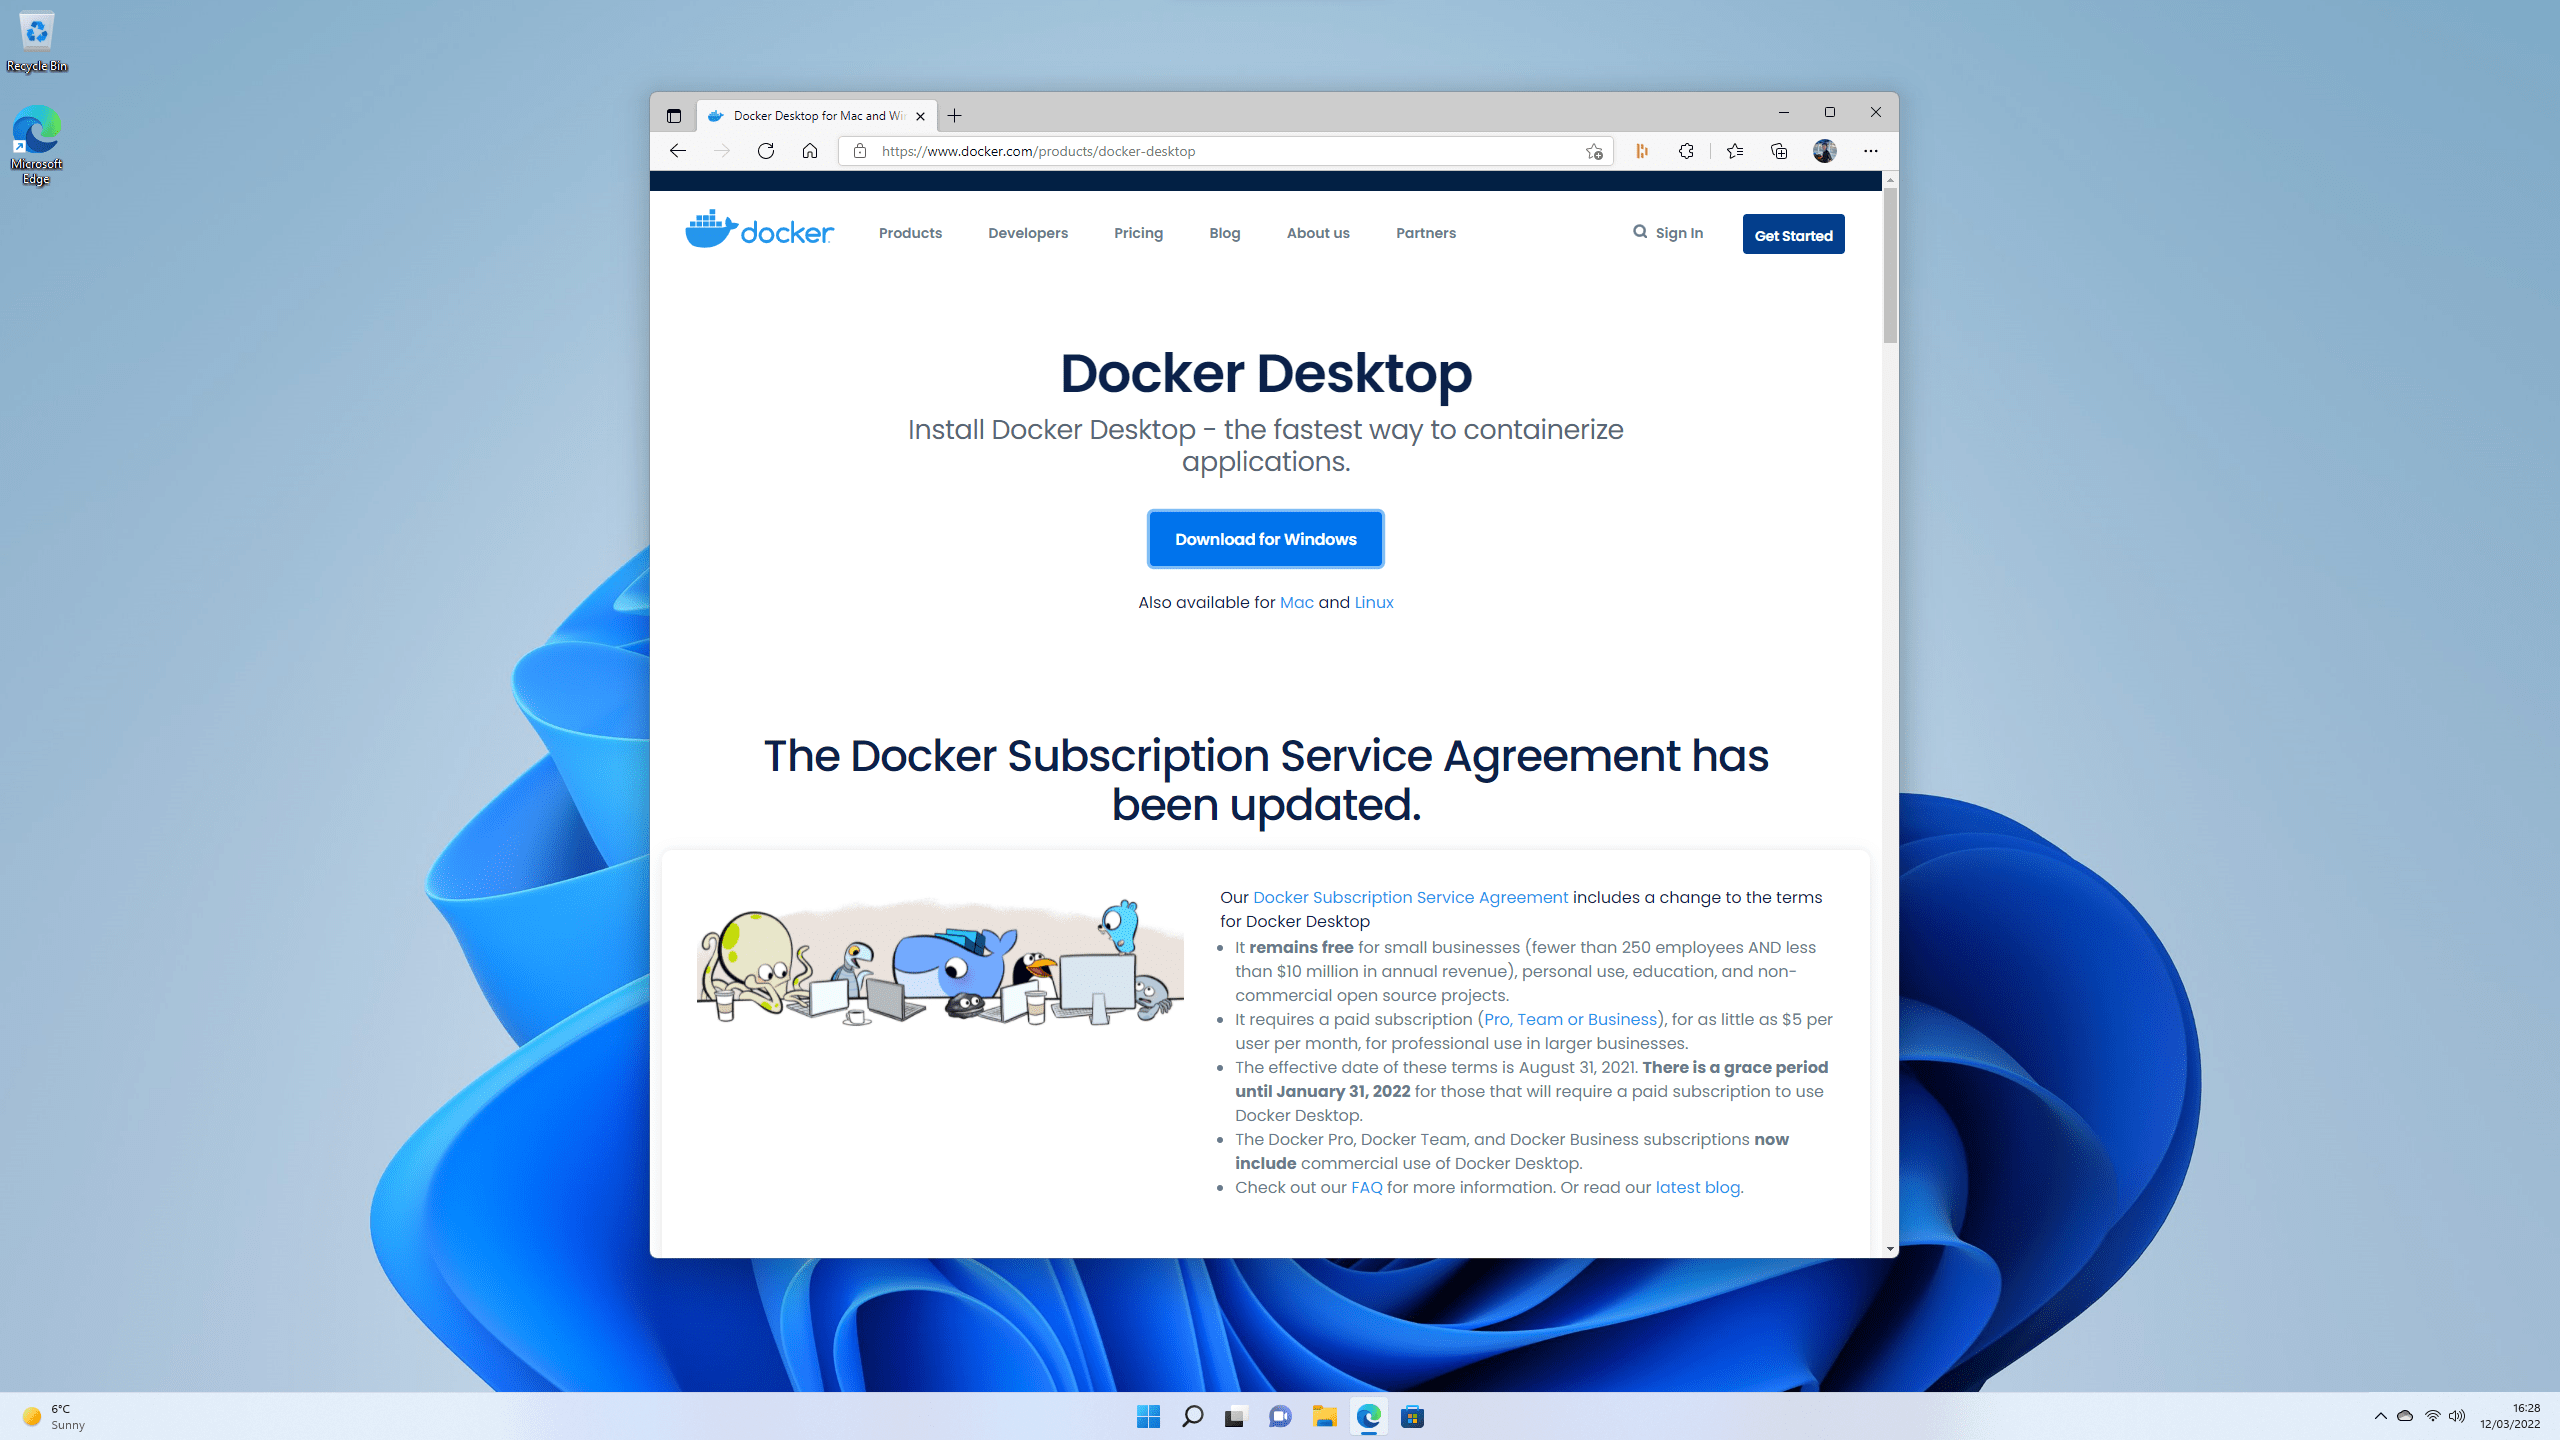 Recycle Bin
Microsoft
Edge
Docker Desktop for Mac and Win
https://www.docker.com/products/docker-desktop
docker
Products
Developers
Pricing
Blog
About us
Partners
Sign In
Get Started
Docker Desktop
Install Docker Desktop - the fastest way to containerize
applications.
Download for Windows
Also available for Mac and Linux
The Docker Subscription Service Agreement has
been updated.
Our Docker Subscription Service Agreement includes a change to the terms
for Docker Desktop
• It remains free for small businesses (fewer than 250 employees AND less
than $10 million in annual revenue), personal use, education, and non-
commercial open source projects.
• It requires a paid subscription (Pro, Team or Business), for as little as $5 per
user per month, for professional use in larger businesses.
• The effective date of these terms is August 31, 2021. There is a grace period
until January 31, 2022 for those that will require a paid subscription to use
Docker Desktop.
• The Docker Pro, Docker Team, and Docker Business subscriptions now
include commercial use of Docker Desktop.
• Check out our FAQ for more information. Or read our latest blog.
6°C
Sunny
16:28
12/03/2022